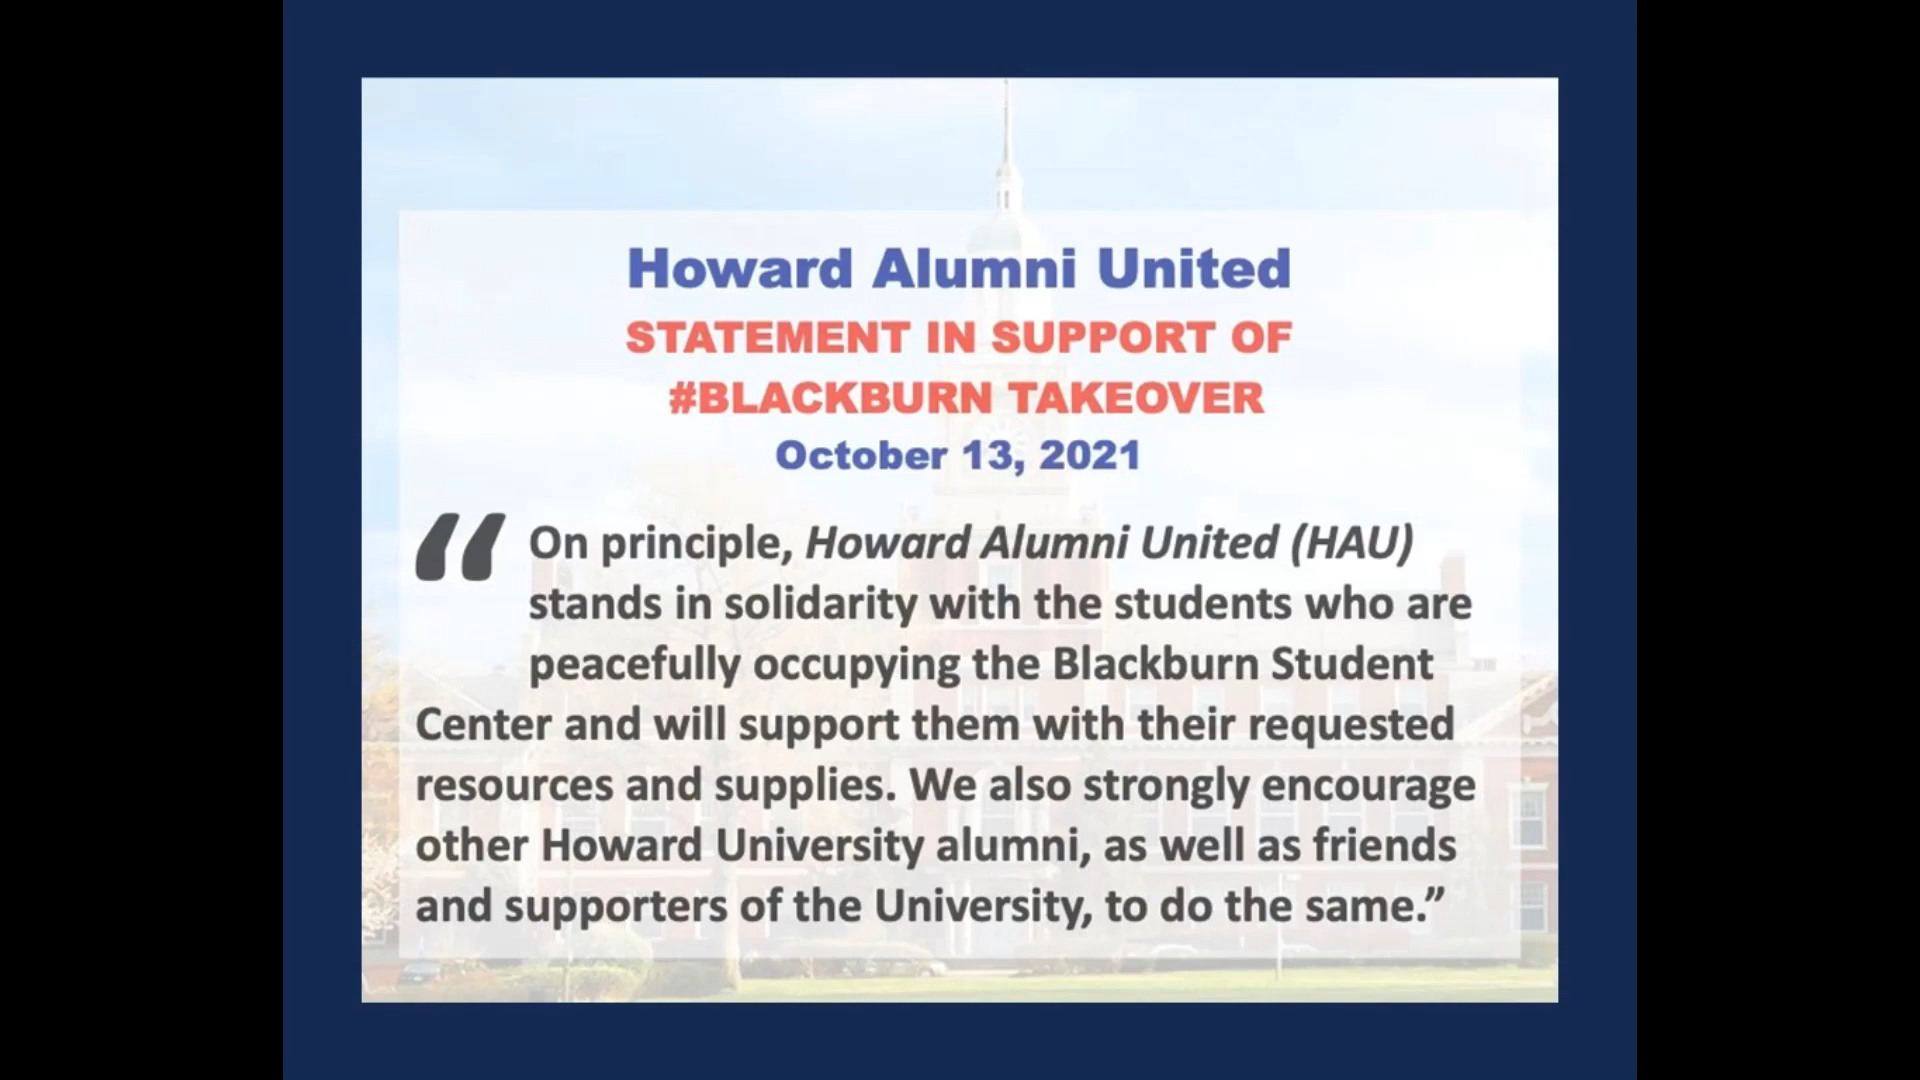 Howard Alumni United
STATEMENT IN SUPPORT OF
#BLACKBURN TAKEOVER
October 13, 2021
“ On principle, Howard Alumni United (HAU)
stands in solidarity with the students who are
peacefully occupying the Blackburn Student
Center and will support them with their requested
resources and supplies. We also strongly encourage
other Howard University alumni, as well as friends
and supporters of the University, to do the same.”